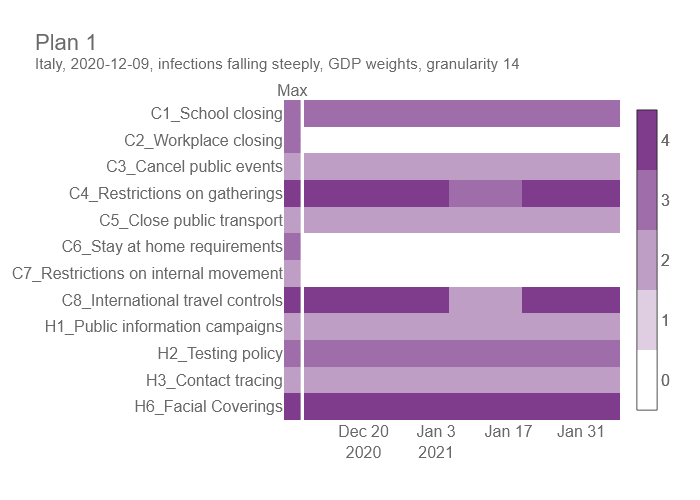 Plan 1
Italy, 2020-12-09, infections falling steeply, GDP weights, granularity 14
Max
C1_School closing
C2_Workplace closing
C3_Cancel public events
C4_Restrictions on gatherings
C5_Close public transport
C6_Stay at home requirements
C7_Restrictions on internal movement
C8_International travel controls
H1_Public information campaigns
H2_Testing policy
H3_Contact tracing
H6_Facial Coverings
Dec 20 Jan 3 Jan 17 Jan 31
2020 2021
4
3
2
1
0